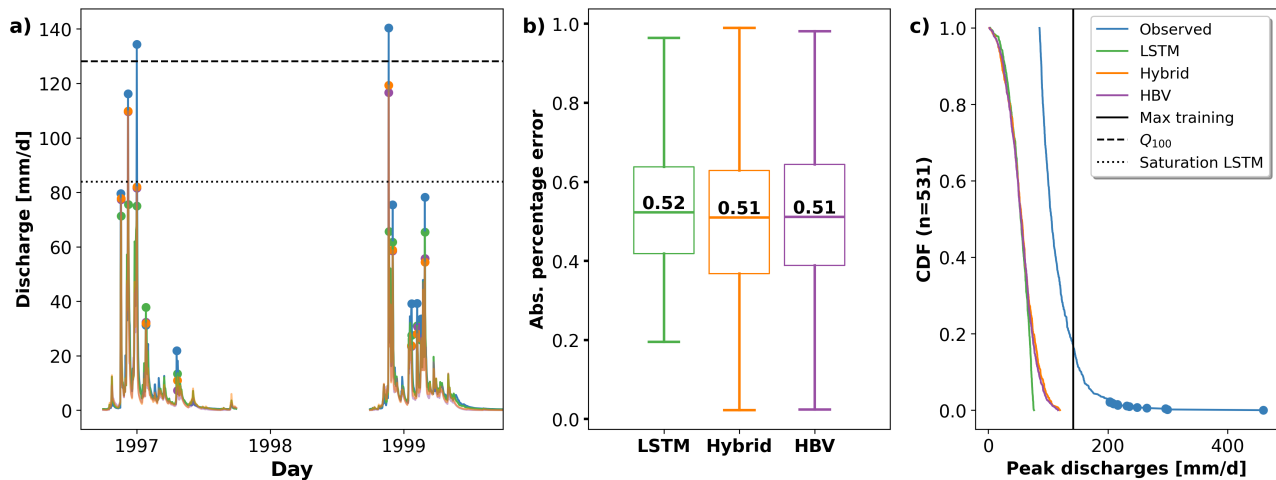 a)
Discharge [mm/d]
140
120
100
80
60
40
20
0
1997
1998
1999
Day
b)
Abs. percentage error
1.0
0.8
0.6
0.4
0.2
0.0
0.52
0.51
0.51
LSTM
Hybrid
HBV
c)
CDF (n=531)
1.0
0.8
0.6
0.4
0.2
0.0
0
200
400
Peak discharges [mm/d]
Observed
LSTM
Hybrid
HBV
Max training
Q100
Saturation LSTM